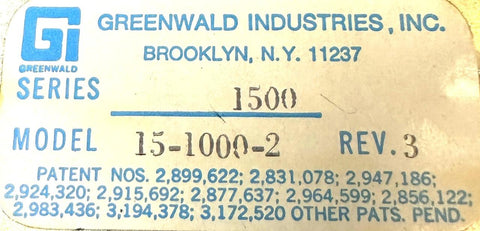 GREENWALD INDUSTRIES, INC.
BROOKLYN, N.Y. 11237
GI
GREENWALD
SERIES 1500
MODEL 15-1000-2 REV. 3
PATENT NOS. 2,899,622; 2,831,078; 2,947,186;
2,924,320; 2,915,692; 2,877,637; 2,964,599; 2,856,122;
2,983,436; 3,194,378; 3,172,520 OTHER PATS. PEND.